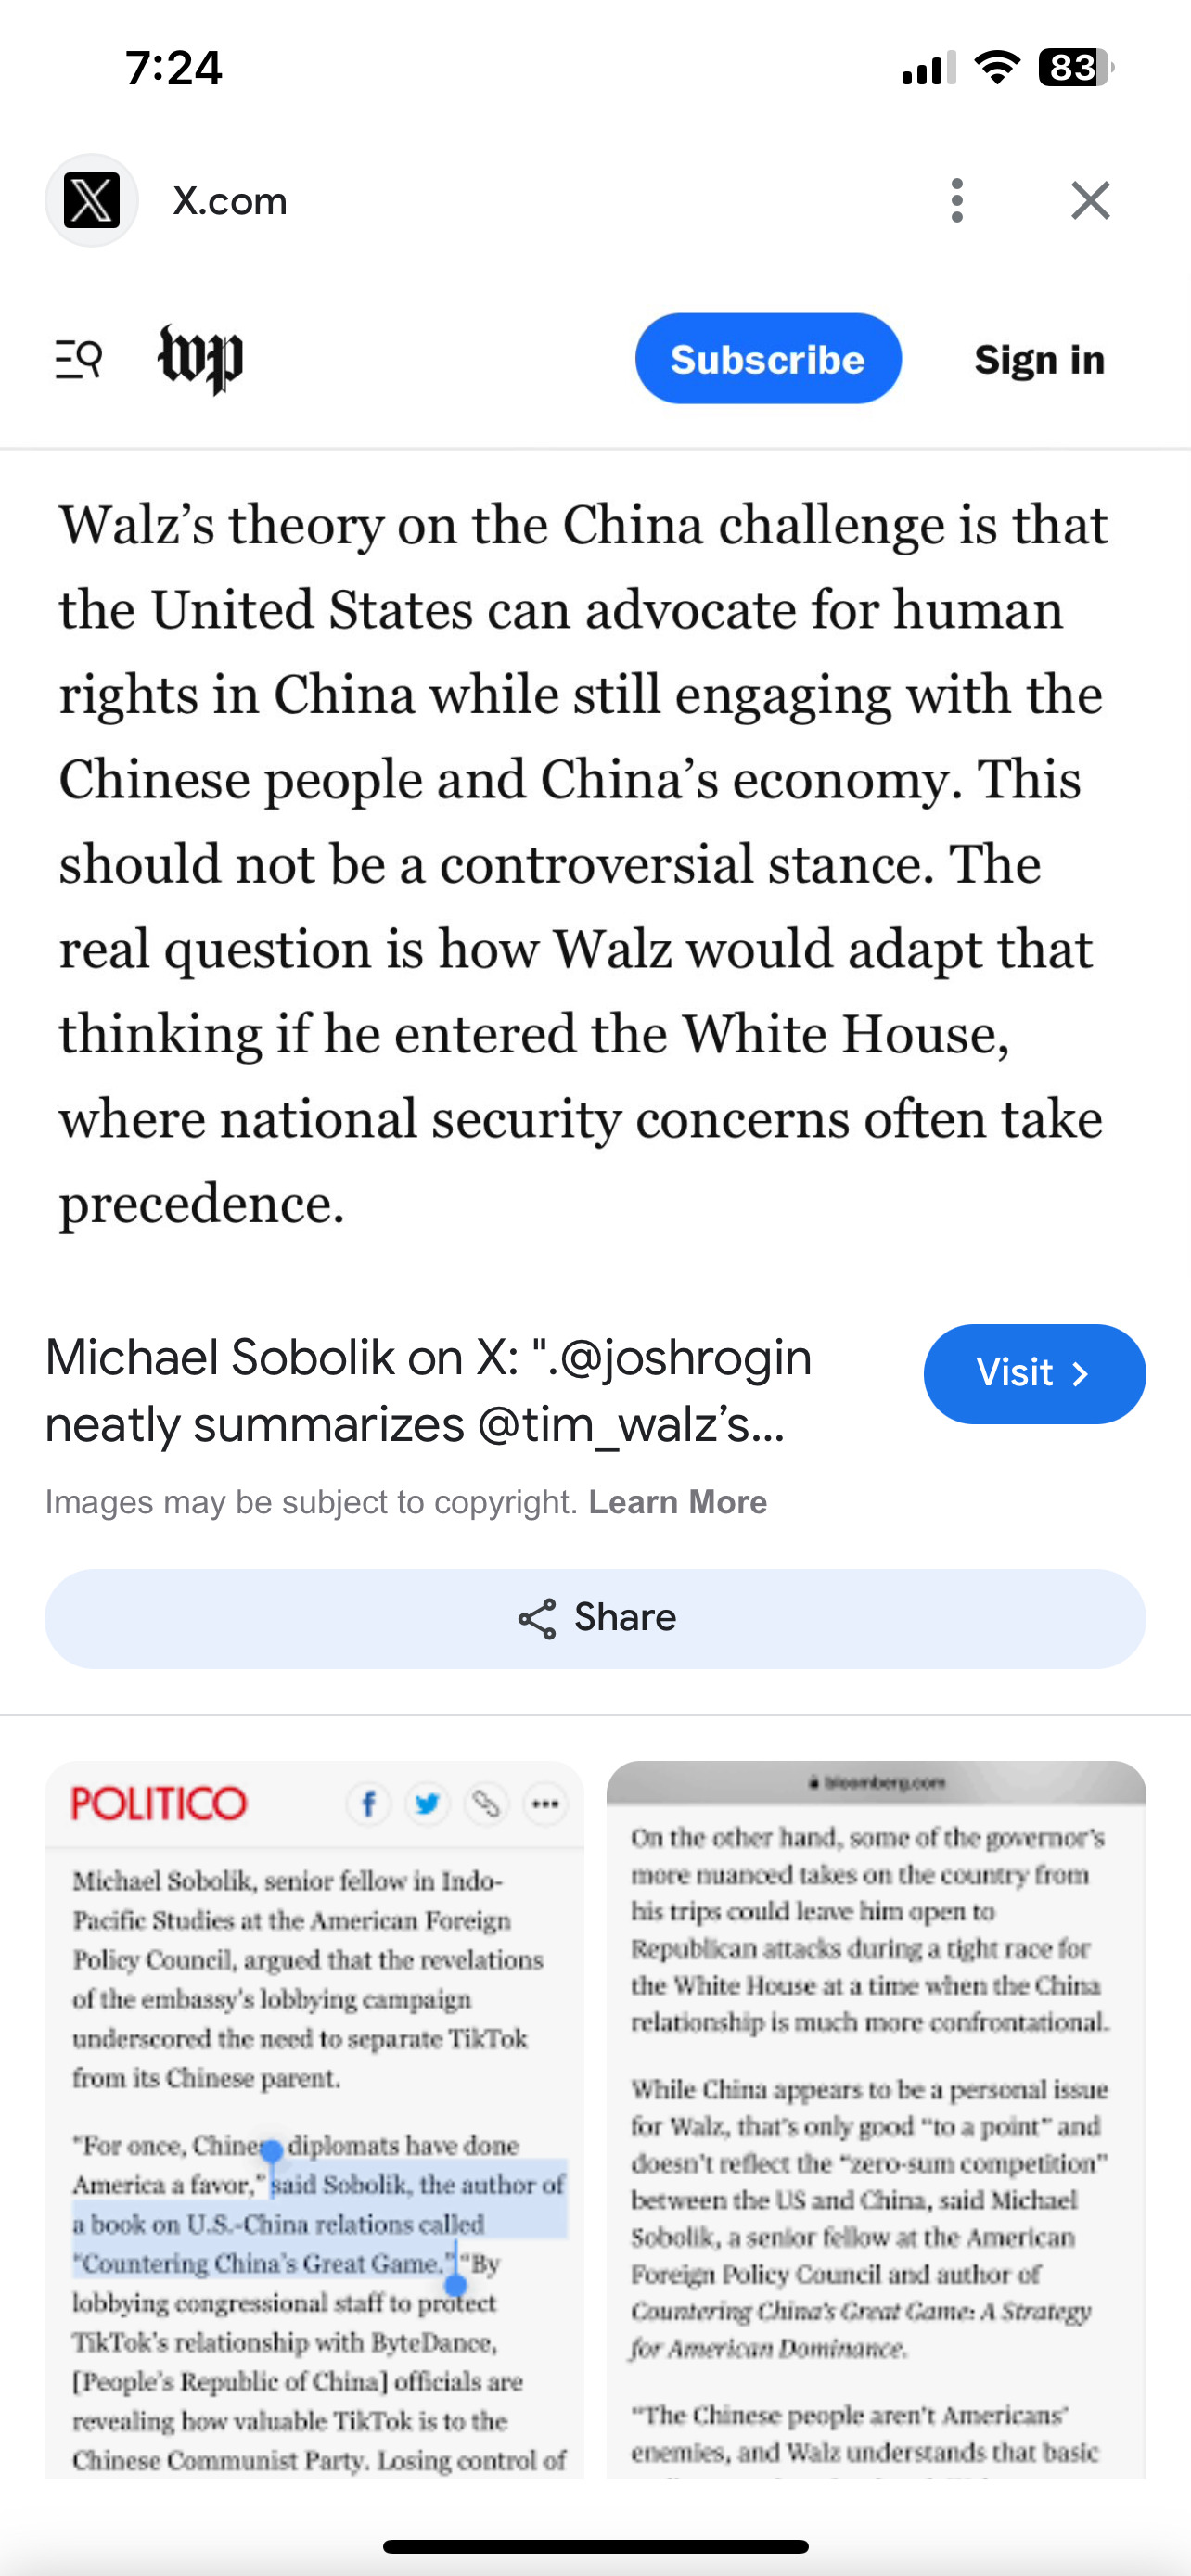 7:24
83
X.com
wp
Subscribe
Sign in
Walz’s theory on the China challenge is that
the United States can advocate for human
rights in China while still engaging with the
Chinese people and China’s economy. This
should not be a controversial stance. The
real question is how Walz would adapt that
thinking if he entered the White House,
where national security concerns often take
precedence.
Michael Sobolik on X: ".@joshrogin
neatly summarizes @tim_walz’s...
Visit
Images may be subject to copyright. Learn More
Share
POLITICO
Michael Sobolik, senior fellow in Indo-
Pacific Studies at the American Foreign
Policy Council, argued that the revelations
of the embassy's lobbying campaign
underscored the need to separate TikTok
from its Chinese parent.
“For once, Chinese diplomats have done
America a favor,” said Sobolik, the author of
a book on U.S.-China relations called
“Countering China’s Great Game.” “By
lobbying congressional staff to protect
TikTok’s relationship with ByteDance,
[People’s Republic of China] officials are
revealing how valuable TikTok is to the
Chinese Communist Party. Losing control of
bloomberg.com
On the other hand, some of the governor’s
more nuanced takes on the country from
his trips could leave him open to
Republican attacks during a tight race for
the White House at a time when the China
relationship is much more confrontational.
While China appears to be a personal issue
for Walz, that’s only good “to a point” and
doesn’t reflect the “zero-sum competition”
between the US and China, said Michael
Sobolik, a senior fellow at the American
Foreign Policy Council and author of
Countering China’s Great Game: A Strategy
for American Dominance.
“The Chinese people aren’t Americans’
enemies, and Walz understands that basic